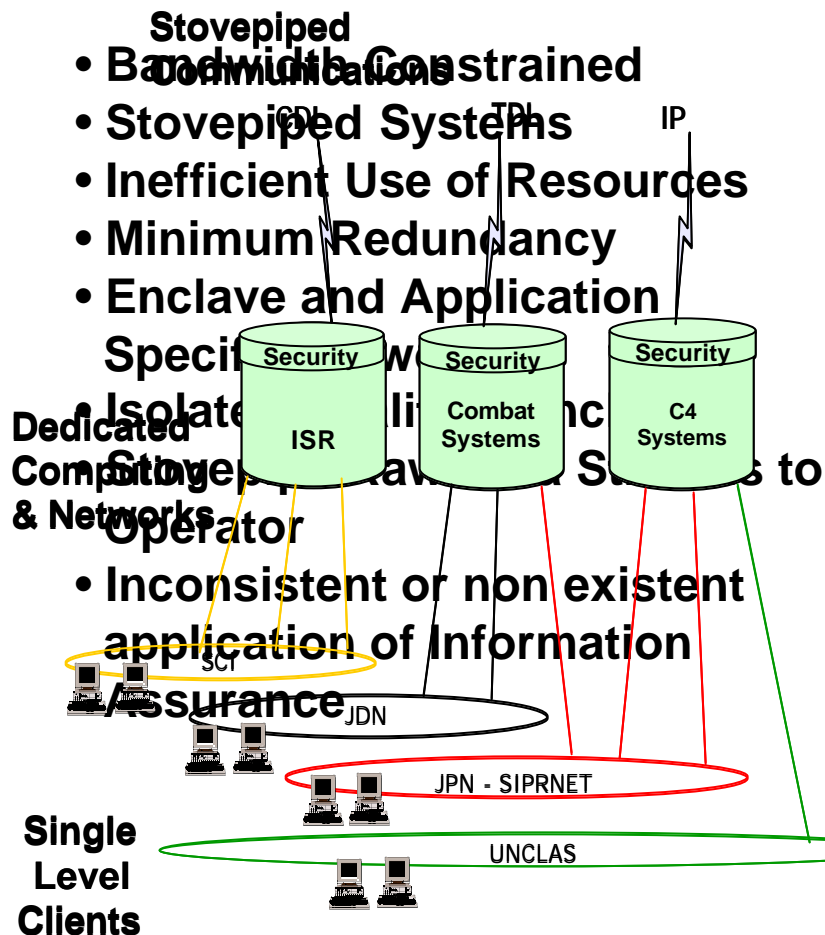 Stovepiped
Communications
• Bandwidth Constrained
CDL
TDL
IP
• Stovepiped Systems
• Inefficient Use of Resources
• Minimum Redundancy
• Enclave and Application
Security
Security
Security
ISR
Combat
Systems
C4
Systems
Dedicated
Computing
& Networks
to
Operator
• Inconsistent or non existent
application of Information
Assurance
SCI
JDN
JPN - SIPRNET
UNCLAS
Single
Level
Clients